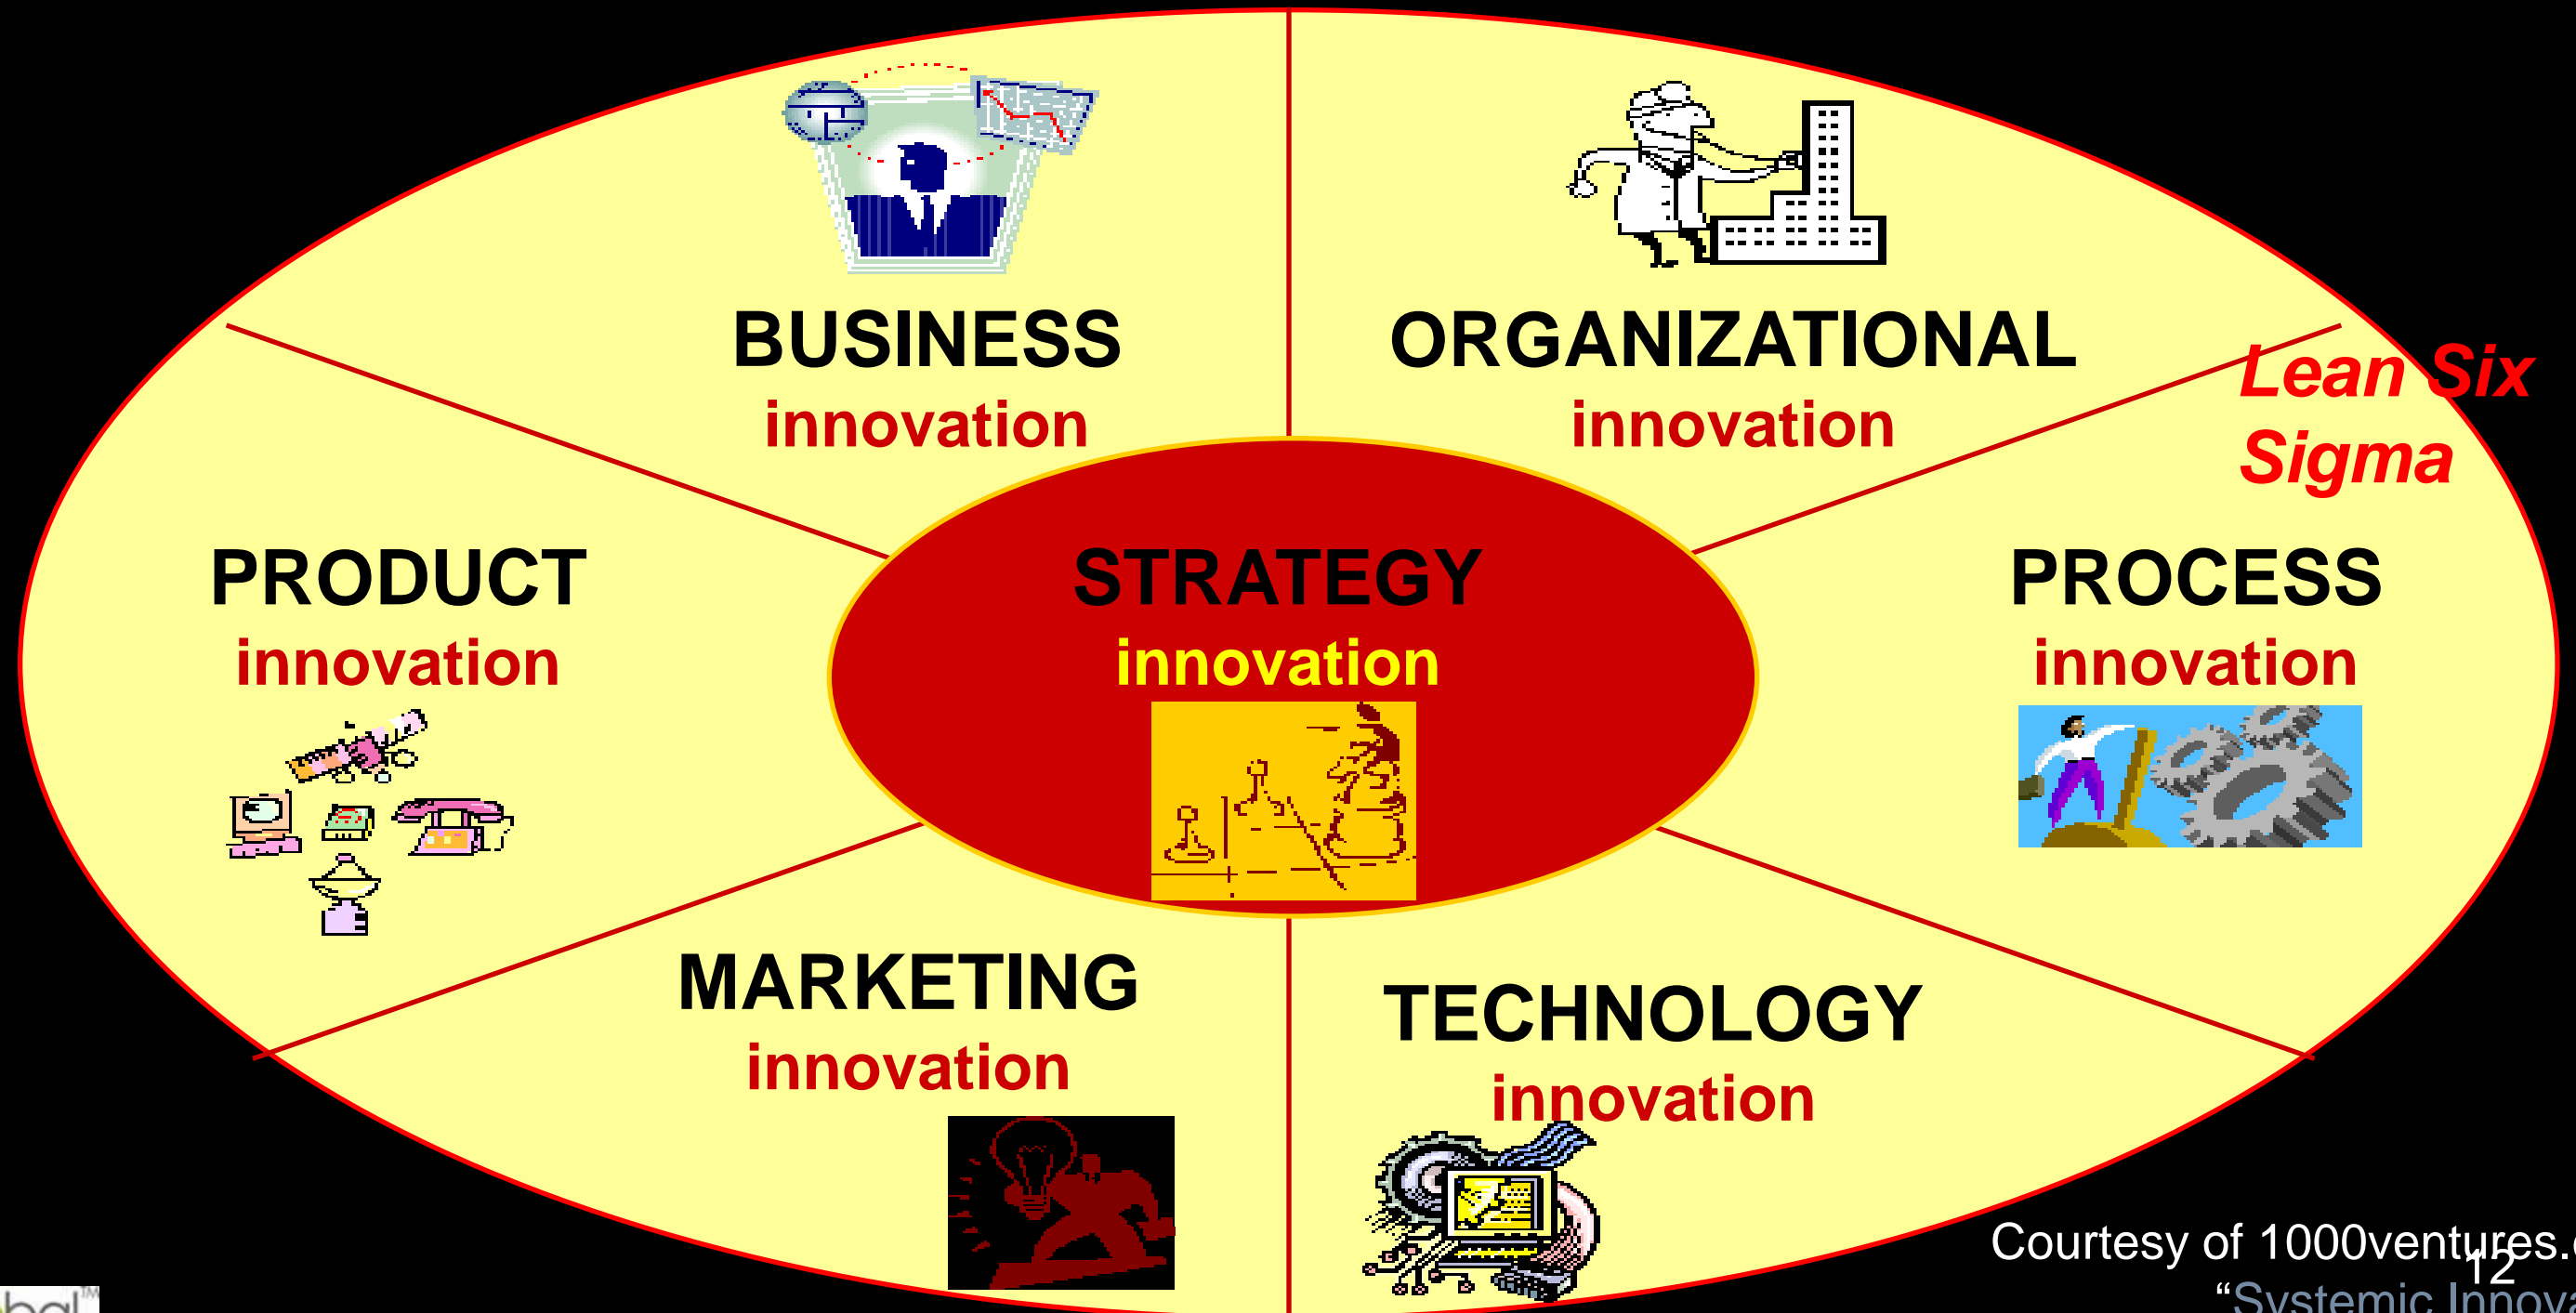 BUSINESS
innovation
ORGANIZATIONAL
innovation
Lean Six
Sigma
PRODUCT
innovation
STRATEGY
innovation
PROCESS
innovation
MARKETING
innovation
TECHNOLOGY
innovation
Courtesy of 1000ventures.
12
“Systemic